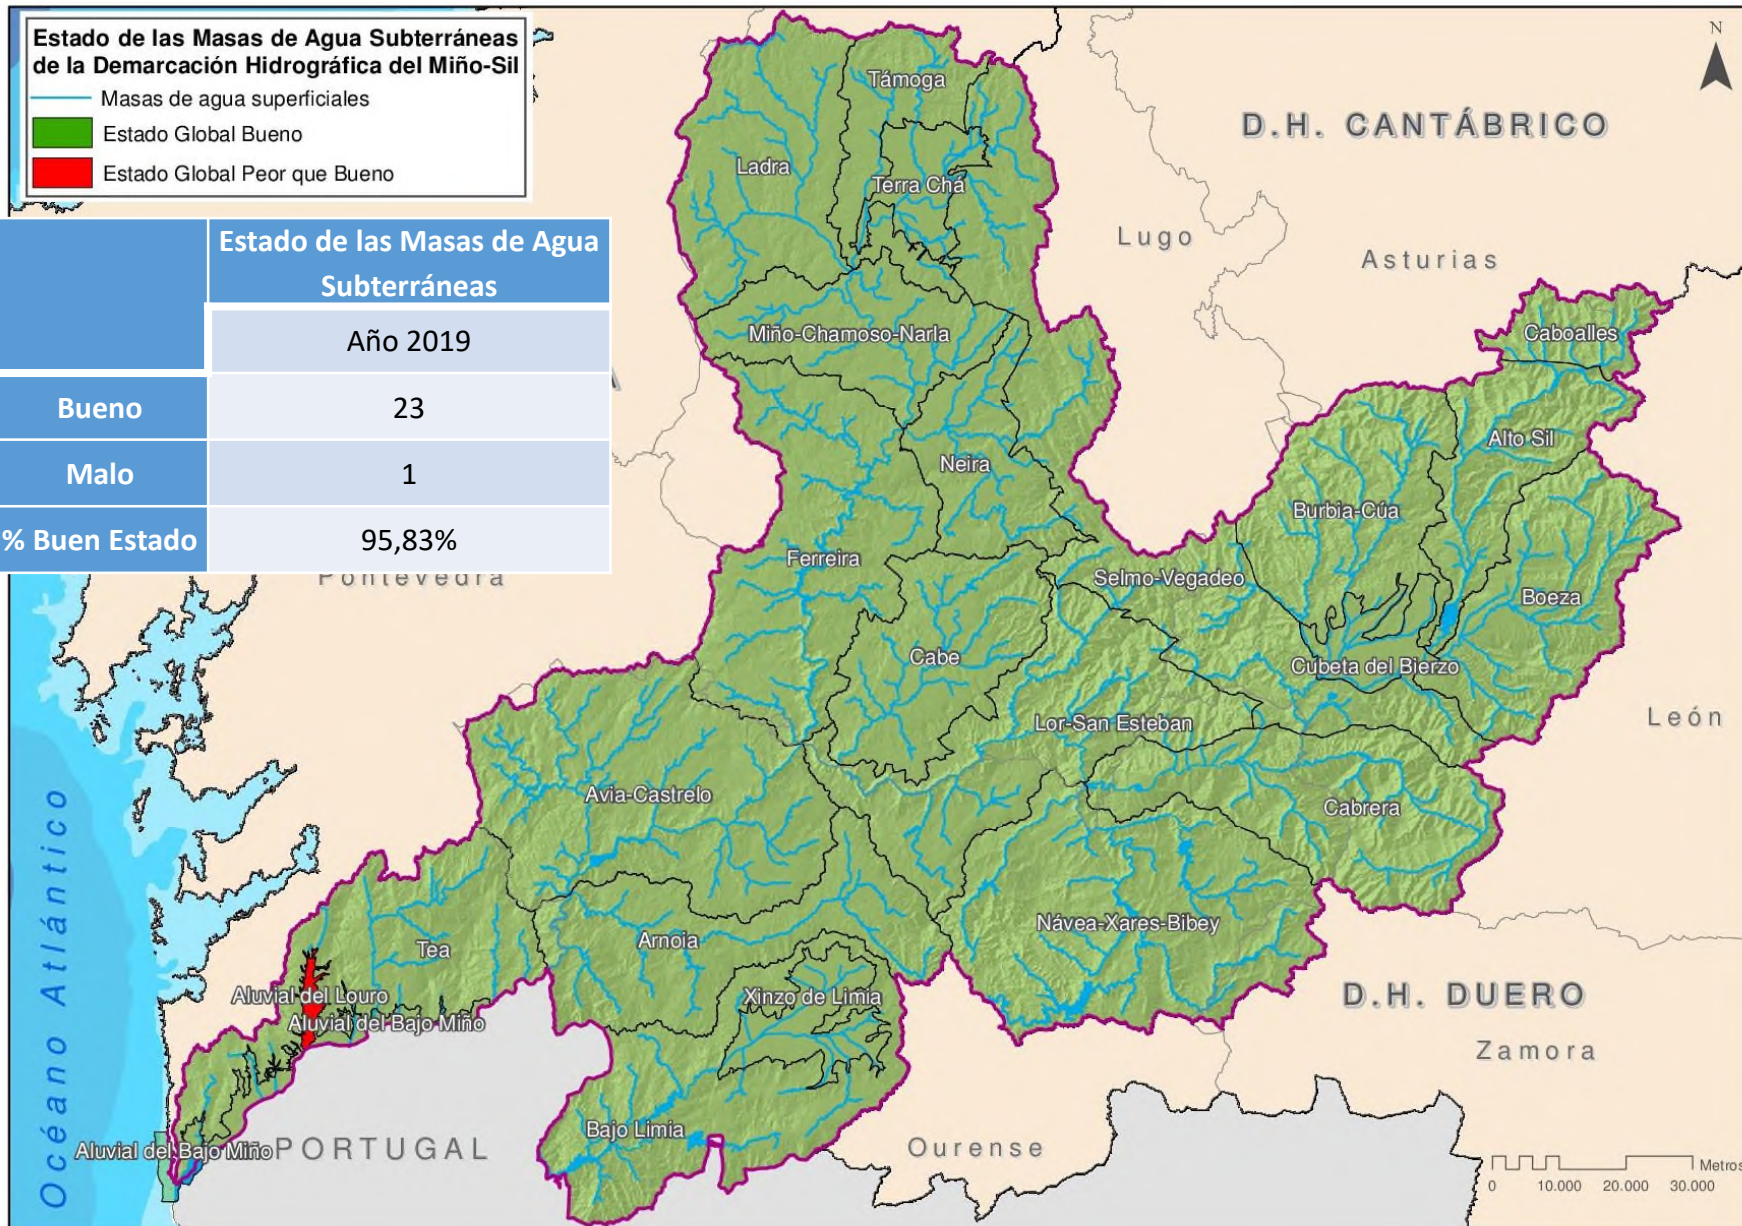 Estado de las Masas de Agua Subterráneas
de la Demarcación Hidrográfica del Miño-Sil
Masas de agua superficiales
Estado Global Bueno
Estado Global Peor que Bueno
N
D.H. CANTÁBRICO
Estado de las Masas de Agua
Subterráneas
Año 2019
Bueno 23
Malo 1
% Buen Estado 95,83%
Támoga
Ladra
Terra Chá
Lugo
Asturias
Miño-Chamoso-Narla
Caboalles
Alto Sil
Neira
Burbia-Cúa
Ferreira
Pontevedra
Selmo-Vegadeo
Boeza
Cabe
Cubeta del Bierzo
Lor-San Esteban
León
Avia-Castrelo
Cabrera
Océano Atlántico
Tea
Arnoia
Návea-Xares-Bibey
Aluvial del Louro
Xinzo de Limia
D.H. DUERO
Aluvial del Bajo Miño
Zamora
Bajo Limia
Aluvial del Bajo Miño
PORTUGAL
Ourense
Metros
0 10.000 20.000 30.000